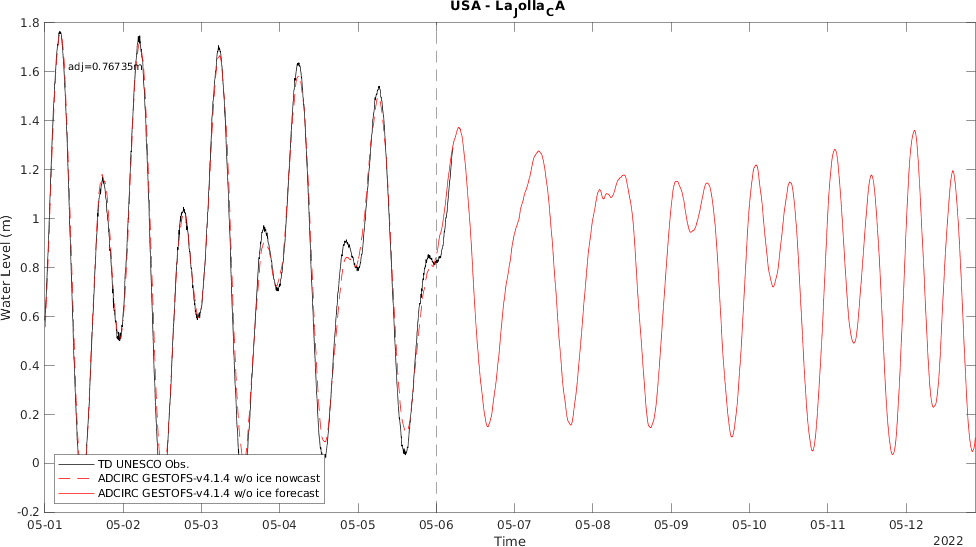 USA - LaJollaCA
1.8
1.6
1.4
1.2
1
0.8
0.6
0.4
0.2
0
-0.2
Water Level (m)
adj=0.76735m
TD UNESCO Obs.
ADCIRC GESTOFS-v4.1.4 w/o ice nowcast
ADCIRC GESTOFS-v4.1.4 w/o ice forecast
05-01 05-02 05-03 05-04 05-05 05-06 05-07 05-08 05-09 05-10 05-11 05-12
Time
2022